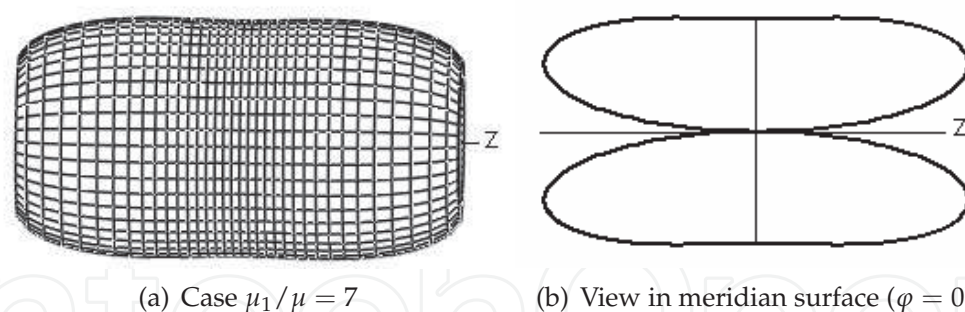 Z
Z
(a) Case μ₁/μ = 7
(b) View in meridian surface (φ = 0